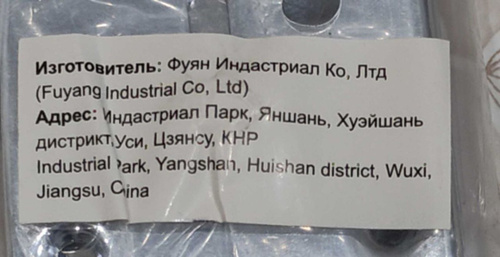 Изготовитель: Фуян Индастриал Ко, Лтд
(Fuyang Industrial Co, Ltd)
Адрес: Индастриал Парк, Яншань, Хуэйшань
дистрикт, Уси, Цзянсу, КНР
Industrial Park, Yangshan, Huishan district, Wuxi,
Jiangsu, China